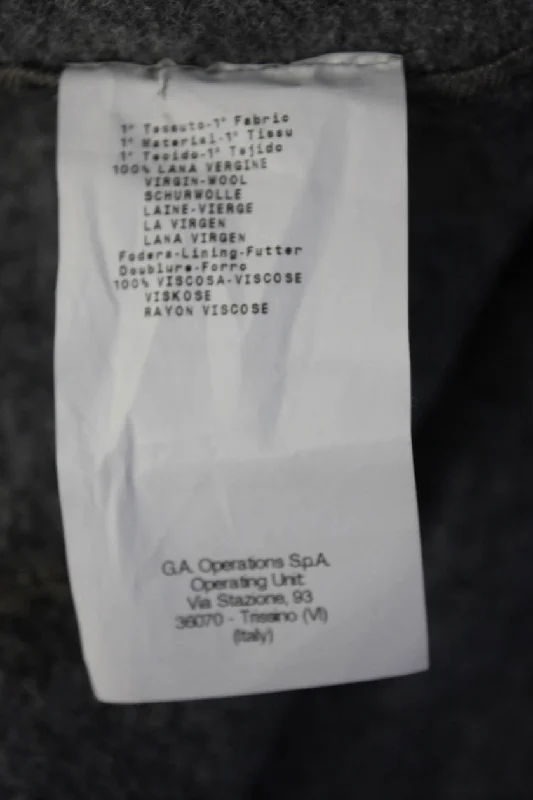 1° Tessuto-1° Fabric
1° Material-1° Tissu
1° Tecido-1° Tejido
100% LANA VERGINE
VIRGIN-WOOL
SCHURWOLLE
LAINE-VIERGE
LA VIRGEN
LANA VIRGEN
Fodera-Lining-Futter
Doublure-Forro
100% VISCOSA-VISCOSE
VISKOSE
RAYON VISCOSE
G.A. Operations S.p.A.
Operating Unit:
Via Stazione, 93
36070 - Trissino (VI)
(Italy)